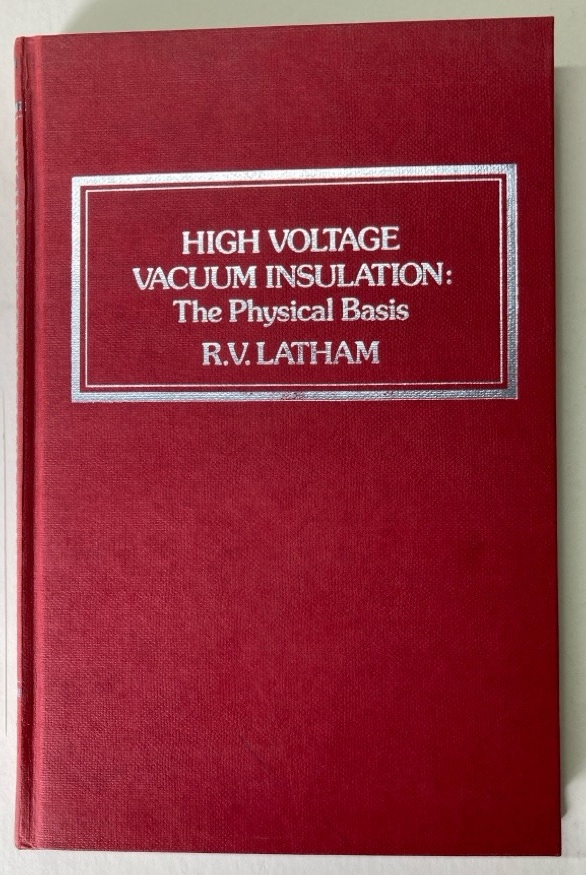 HIGH VOLTAGE
VACUUM INSULATION:
The Physical Basis
R.V. LATHAM